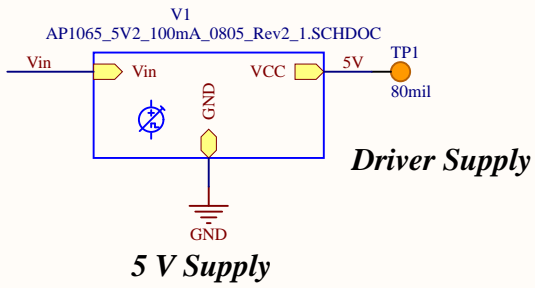 V1
AP1065_5V2_100mA_0805_Rev2_1.SCHDOC
Vin
Vin
GND
VCC
5V
TP1
80mil
Driver Supply
GND
5 V Supply